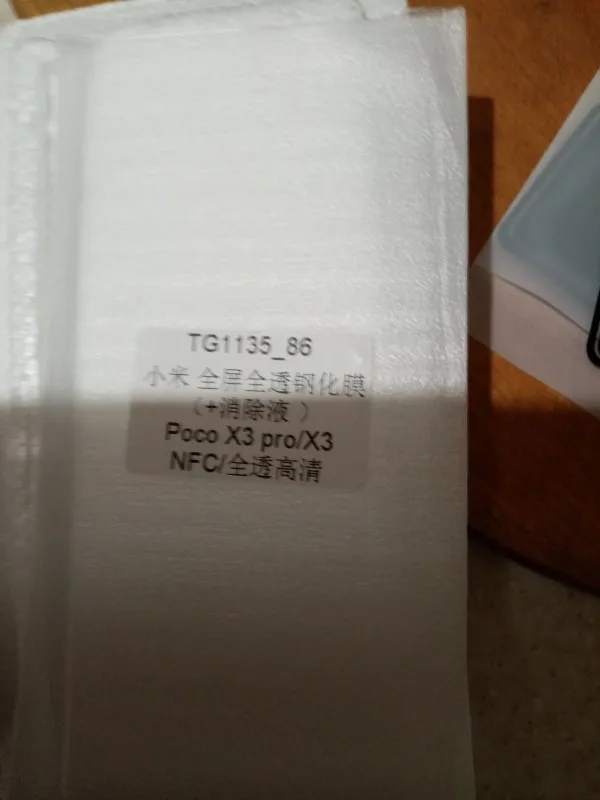 TG1135_86
小米 全屏全透钢化膜
（+消除液 ）
Poco X3 pro/X3
NFC/全透高清